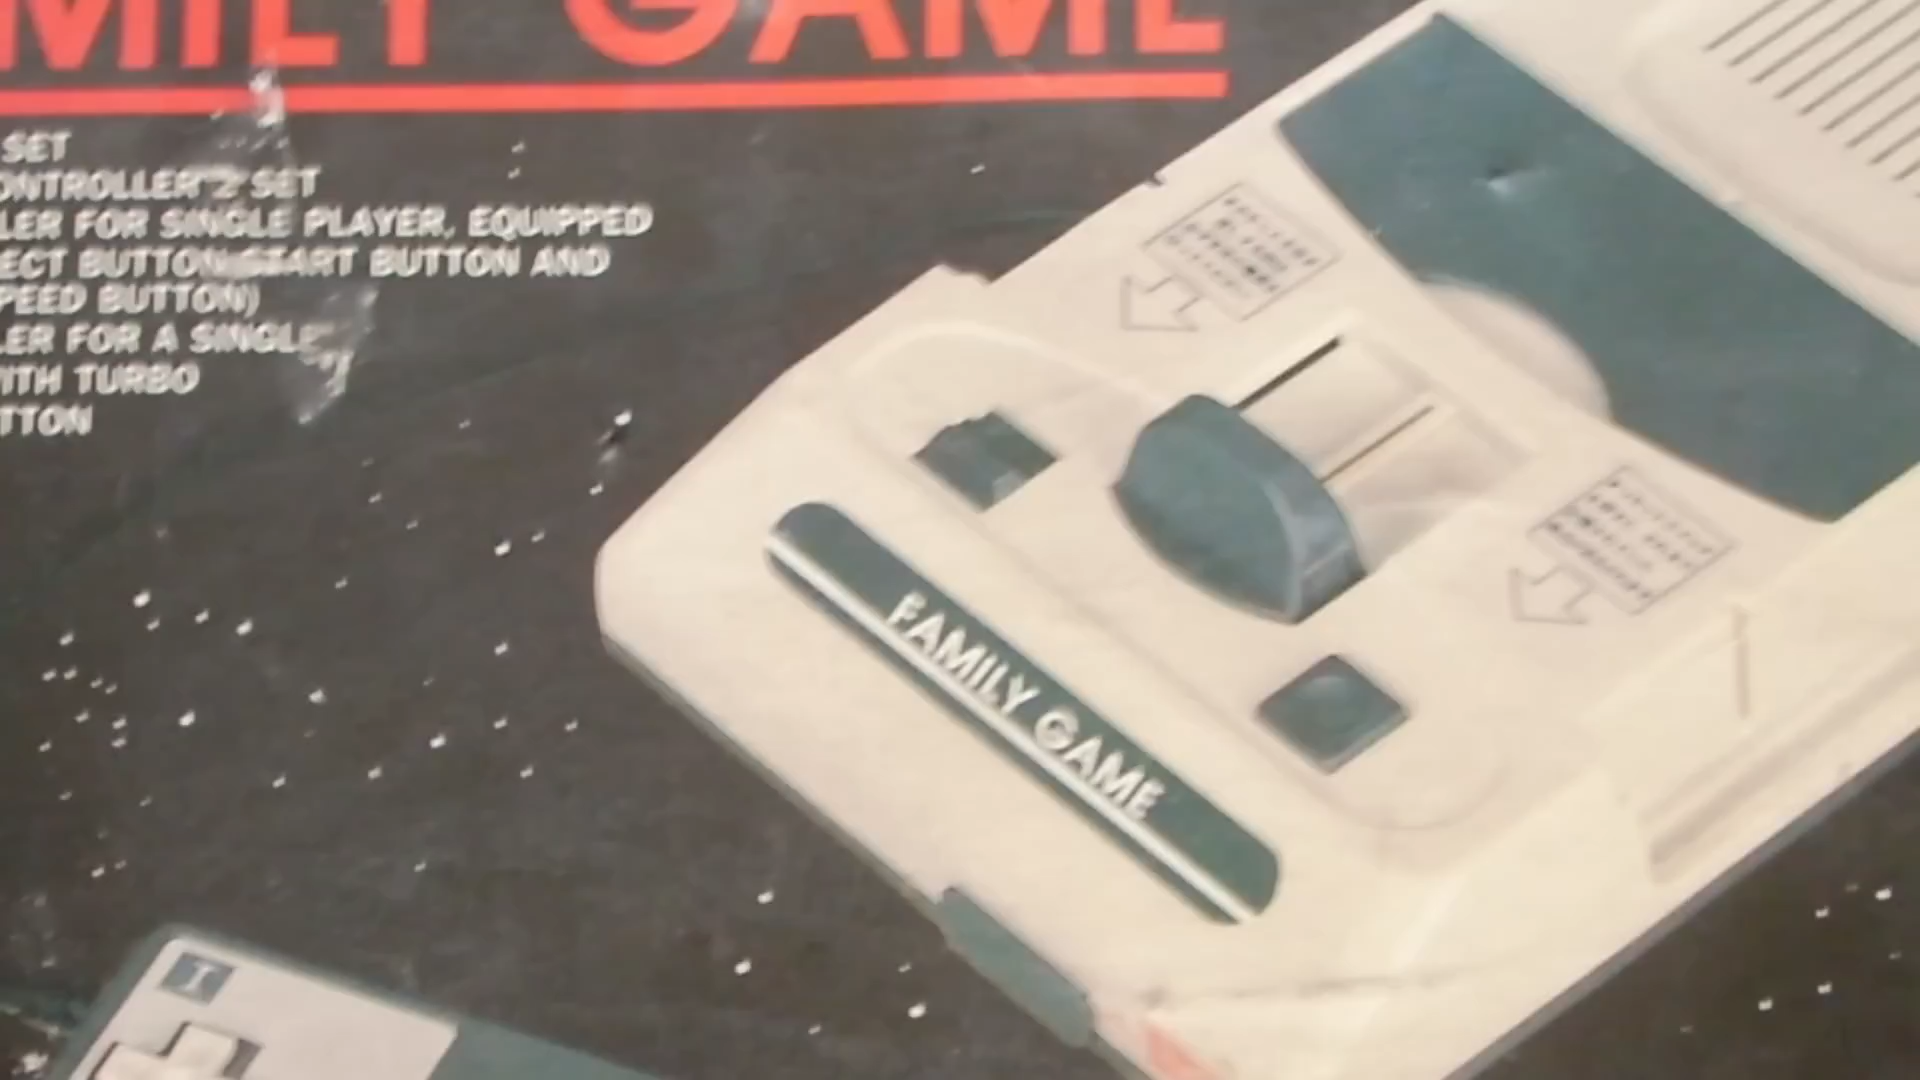 MILY GAME
SET
ONTROLLER 2 SET
LER FOR SINGLE PLAYER, EQUIPPED
ECT BUTTON START BUTTON AND
PEED BUTTON)
LER FOR A SINGLE
ITH TURBO
TTON
FAMILY GAME
I